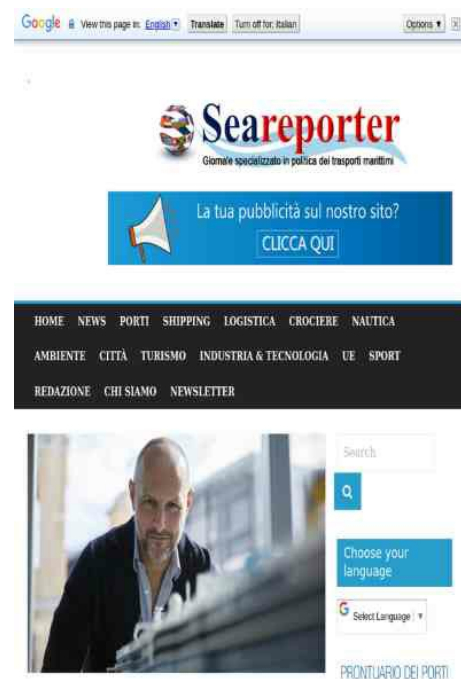 Google View this page in: English Translate Turn off for: Italian Options
Seareporter
Giornale specializzato in politica dei trasporti marittimi
La tua pubblicità sul nostro sito?
CLICCA QUI
HOME NEWS PORTI SHIPPING LOGISTICA CROCIERE NAUTICA
AMBIENTE CITTÀ TURISMO INDUSTRIA & TECNOLOGIA UE SPORT
REDAZIONE CHI SIAMO NEWSLETTER
Search
Choose your
language
G Select Language
PRONTUARIO DEI PORTI